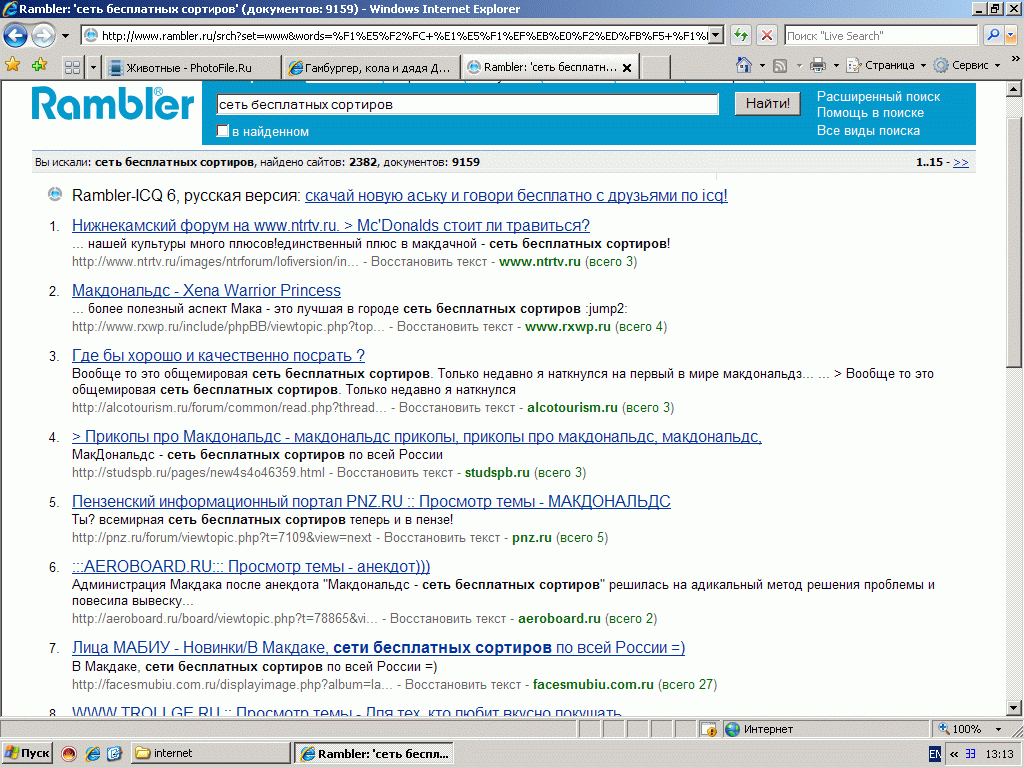 Rambler: 'сеть бесплатных сортиров' (документов: 9159) - Windows Internet Explorer
http://www.rambler.ru/srch?set=www&words=%F1%E5%F2%FC+%E1%E5%F1%EF%EB%E0%F2%ED%FB%F5+%F1%
Поиск "Live Search"
Животные - PhotoFile.Ru
Гамбургер, кола и дядя Д...
Rambler: 'сеть бесплатн...
Страница
Сервис
Rambler®
сеть бесплатных сортиров
Найти!
Расширенный поиск
Помощь в поиске
Все виды поиска
в найденном
Вы искали: сеть бесплатных сортиров, найдено сайтов: 2382, документов: 9159 1..15 - >>
Rambler-ICQ 6, русская версия: скачай новую аську и говори бесплатно с друзьями по icq!
1. Нижнекамский форум на www.ntrtv.ru. > Mc'Donalds стоит ли травиться?
... нашей культуры много плюсов!единственный плюс в макдачной - сеть бесплатных сортиров!
http://www.ntrtv.ru/images/ntrforum/lofiversion/in... - Восстановить текст - www.ntrtv.ru (всего 3)
2. Макдональдс - Xena Warrior Princess
... более полезный аспект Мака - это лучшая в городе сеть бесплатных сортиров :jump2:
http://www.rxwp.ru/include/phpBB/viewtopic.php?top... - Восстановить текст - www.rxwp.ru (всего 4)
3. Где бы хорошо и качественно посрать ?
Вообще то это общемировая сеть бесплатных сортиров. Только недавно я наткнулся на первый в мире макдональдз... ... > Вообще то это
общемировая сеть бесплатных сортиров. Только недавно я наткнулся
http://alcotourism.ru/forum/common/read.php?thread... - Восстановить текст - alcotourism.ru (всего 3)
4. > Приколы про Макдональдс - макдональдс приколы, приколы про макдональдс, макдональдс,
МакДональдс - сеть бесплатных сортиров по всей России
http://studspb.ru/pages/new4s4o46359.html - Восстановить текст - studspb.ru (всего 3)
5. Пензенский информационный портал PNZ.RU :: Просмотр темы - МАКДОНАЛЬДС
Ты? всемирная сеть бесплатных сортиров теперь и в пензе!
http://pnz.ru/forum/viewtopic.php?t=7109&view=next - Восстановить текст - pnz.ru (всего 5)
6. :::AEROBOARD.RU::: Просмотр темы - анекдот)))
Администрация Макдака после анекдота "Макдональдс - сеть бесплатных сортиров" решилась на адикальный метод решения проблемы и
повесила вывеску...
http://aeroboard.ru/board/viewtopic.php?t=78865&vi... - Восстановить текст - aeroboard.ru (всего 2)
7. Лица МАБИУ - Новинки/В Макдаке, сети бесплатных сортиров по всей России =)
В Макдаке, сети бесплатных сортиров по всей России =)
http://facesmubiu.com.ru/displayimage.php?album=la... - Восстановить текст - facesmubiu.com.ru (всего 27)
8. WWW.TROLLGE.RU :: Просмотр темы - Для тех, кто любит вкусно покушать
Интернет
100%
Пуск
internet
Rambler: 'сеть беспл...
EN
«
13:13